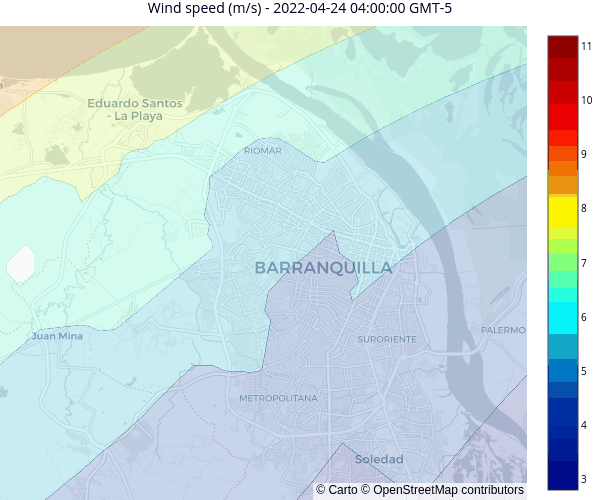 Wind speed (m/s) - 2022-04-24 04:00:00 GMT-5
Eduardo Santos
- La Playa
RIOMAR
BARRANQUILLA
Juan Mina
SURORIENTE
PALERMO
METROPOLITANA
Soledad
© Carto © OpenStreetMap contributors
11
10
9
8
7
6
5
4
3